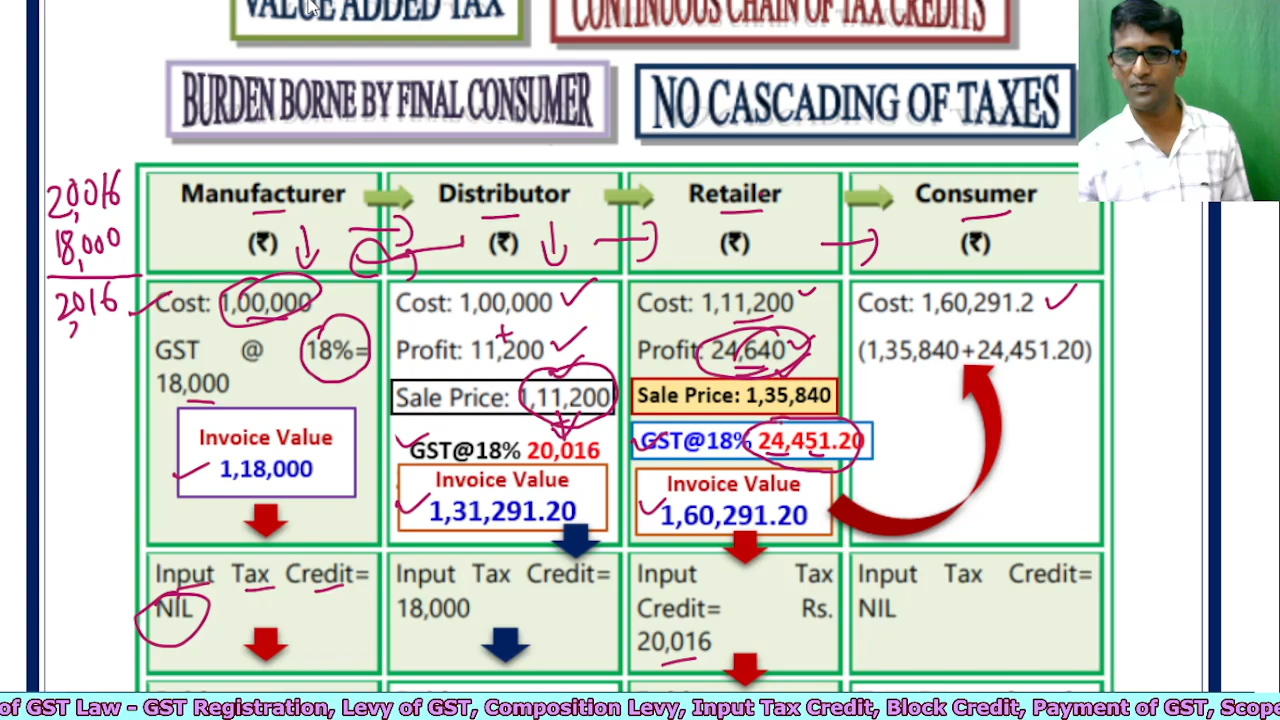 VALUE ADDED TAX
CONTINUOUS CHAIN OF TAX CREDITS
BURDEN BORNE BY FINAL CONSUMER
NO CASCADING OF TAXES
20,016
18,000
2,016
Manufacturer
(₹)
Distributor
(₹)
Retailer
(₹)
Consumer
(₹)
Cost: 1,00,000
GST @ 18%=
18,000
Invoice Value
1,18,000
Cost: 1,00,000
+
Profit: 11,200
Sale Price: 1,11,200
GST@18% 20,016
Invoice Value
1,31,291.20
Cost: 1,11,200
Profit: 24,640
Sale Price: 1,35,840
GST@18% 24,451.20
Invoice Value
1,60,291.20
Cost: 1,60,291.2
(1,35,840+24,451.20)
Input Tax Credit=
NIL
Input Tax Credit=
18,000
Input Tax
Credit= Rs.
20,016
Input Tax Credit=
NIL
of GST Law - GST Registration, Levy of GST, Composition Levy, Input Tax Credit, Block Credit, Payment of GST, Scope